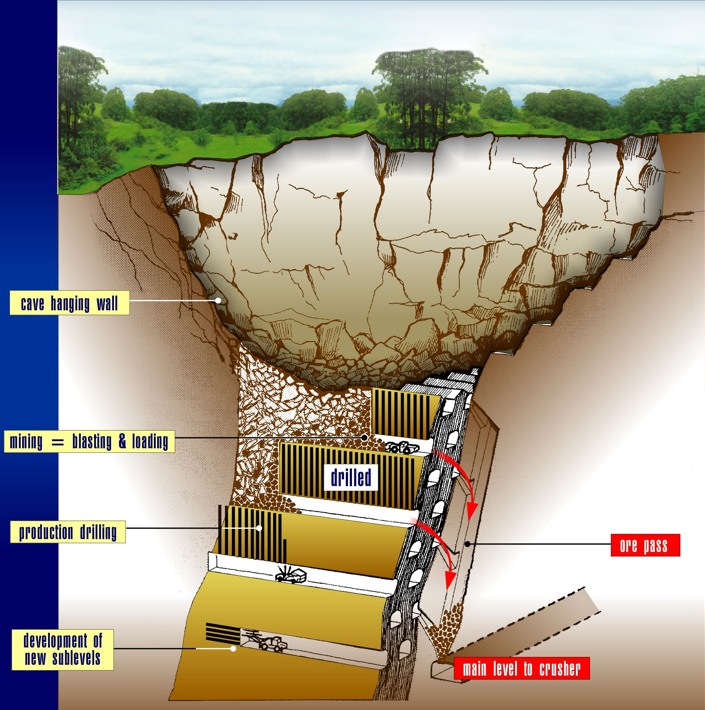 cave hanging wall
mining = blasting & loading
drilled
production drilling
ore pass
development of
new sublevels
main level to crusher